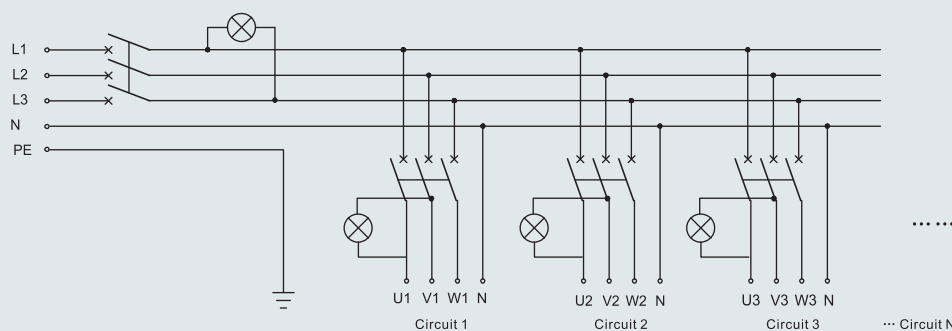 L1
L2
L3
N
PE
U1 V1 W1 N
U2 V2 W2 N
U3 V3 W3 N
Circuit 1
Circuit 2
Circuit 3
... Circuit N